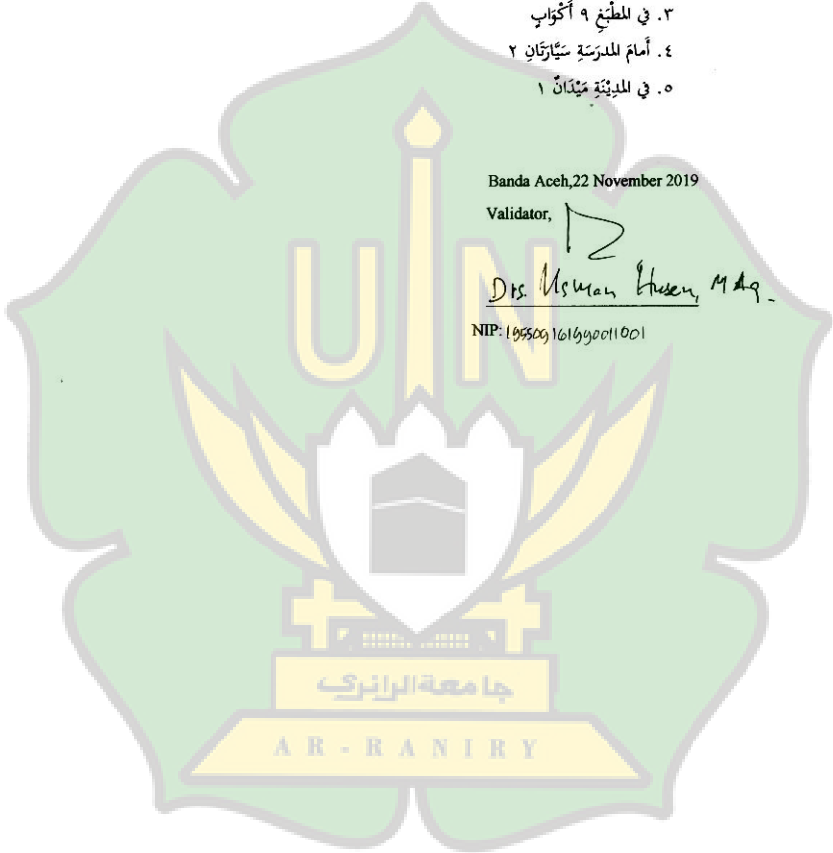 ٣. في المطْبَغِ ٩ أَكْوَابٍ
٤. أَمامَ المدرَسَةِ سَيَّارَتَانِ ٢
٥. في المدِيْنَةِ مَيْدَانٌ ١
Banda Aceh,22 November 2019
Validator,
Drs. Usman Husen, M Ag.
NIP: 195509161990011001
UIN
جامعة الرانري
AR-RANIRY